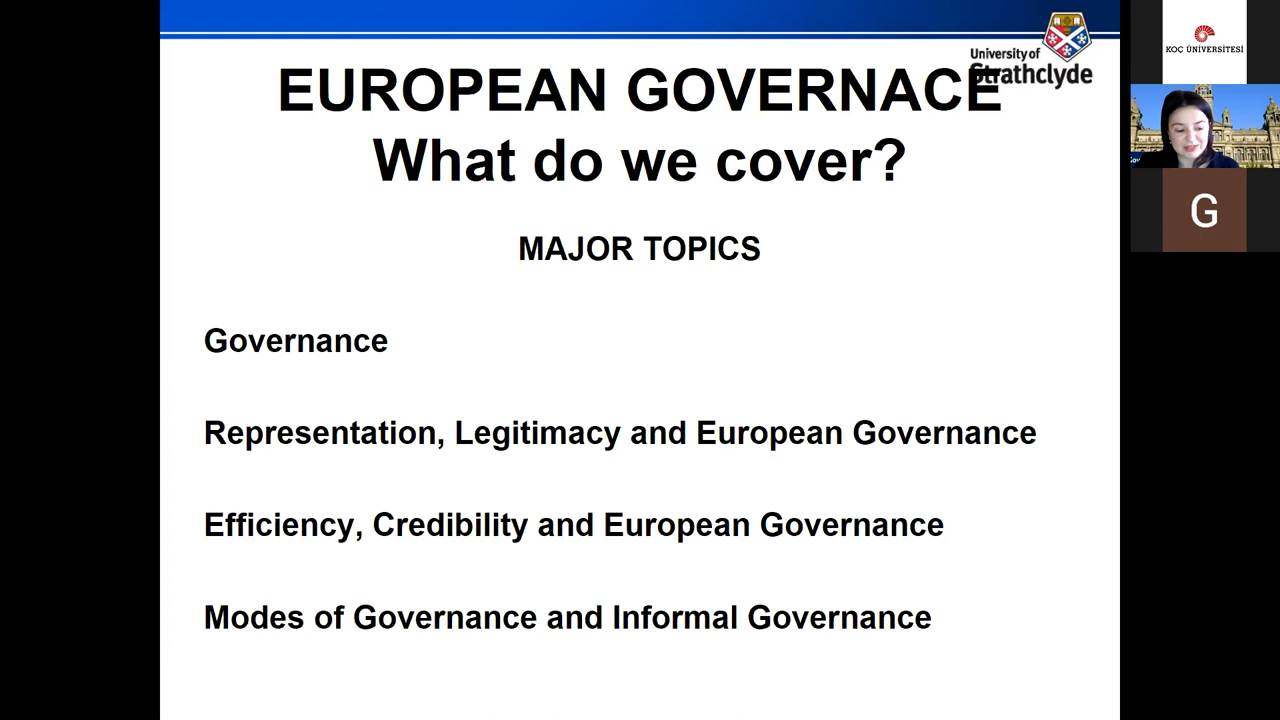 EUROPEAN GOVERNACE
What do we cover?
University of
Strathclyde
MAJOR TOPICS
Governance
Representation, Legitimacy and European Governance
Efficiency, Credibility and European Governance
Modes of Governance and Informal Governance
KOÇ ÜNİVERSİTESİ
G